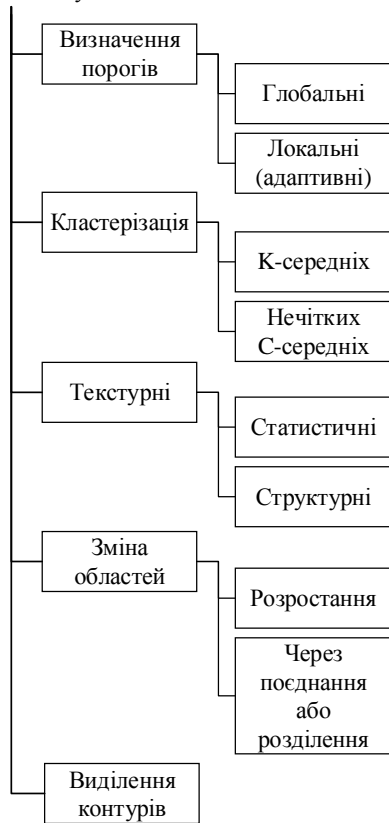 Визначення
порогів
Глобальні
Локальні
(адаптивні)
Кластерізація
К-середніх
Нечітких
С-середніх
Текстурні
Статистичні
Структурні
Зміна
областей
Розростання
Через
поєднання
або
розділення
Виділення
контурів